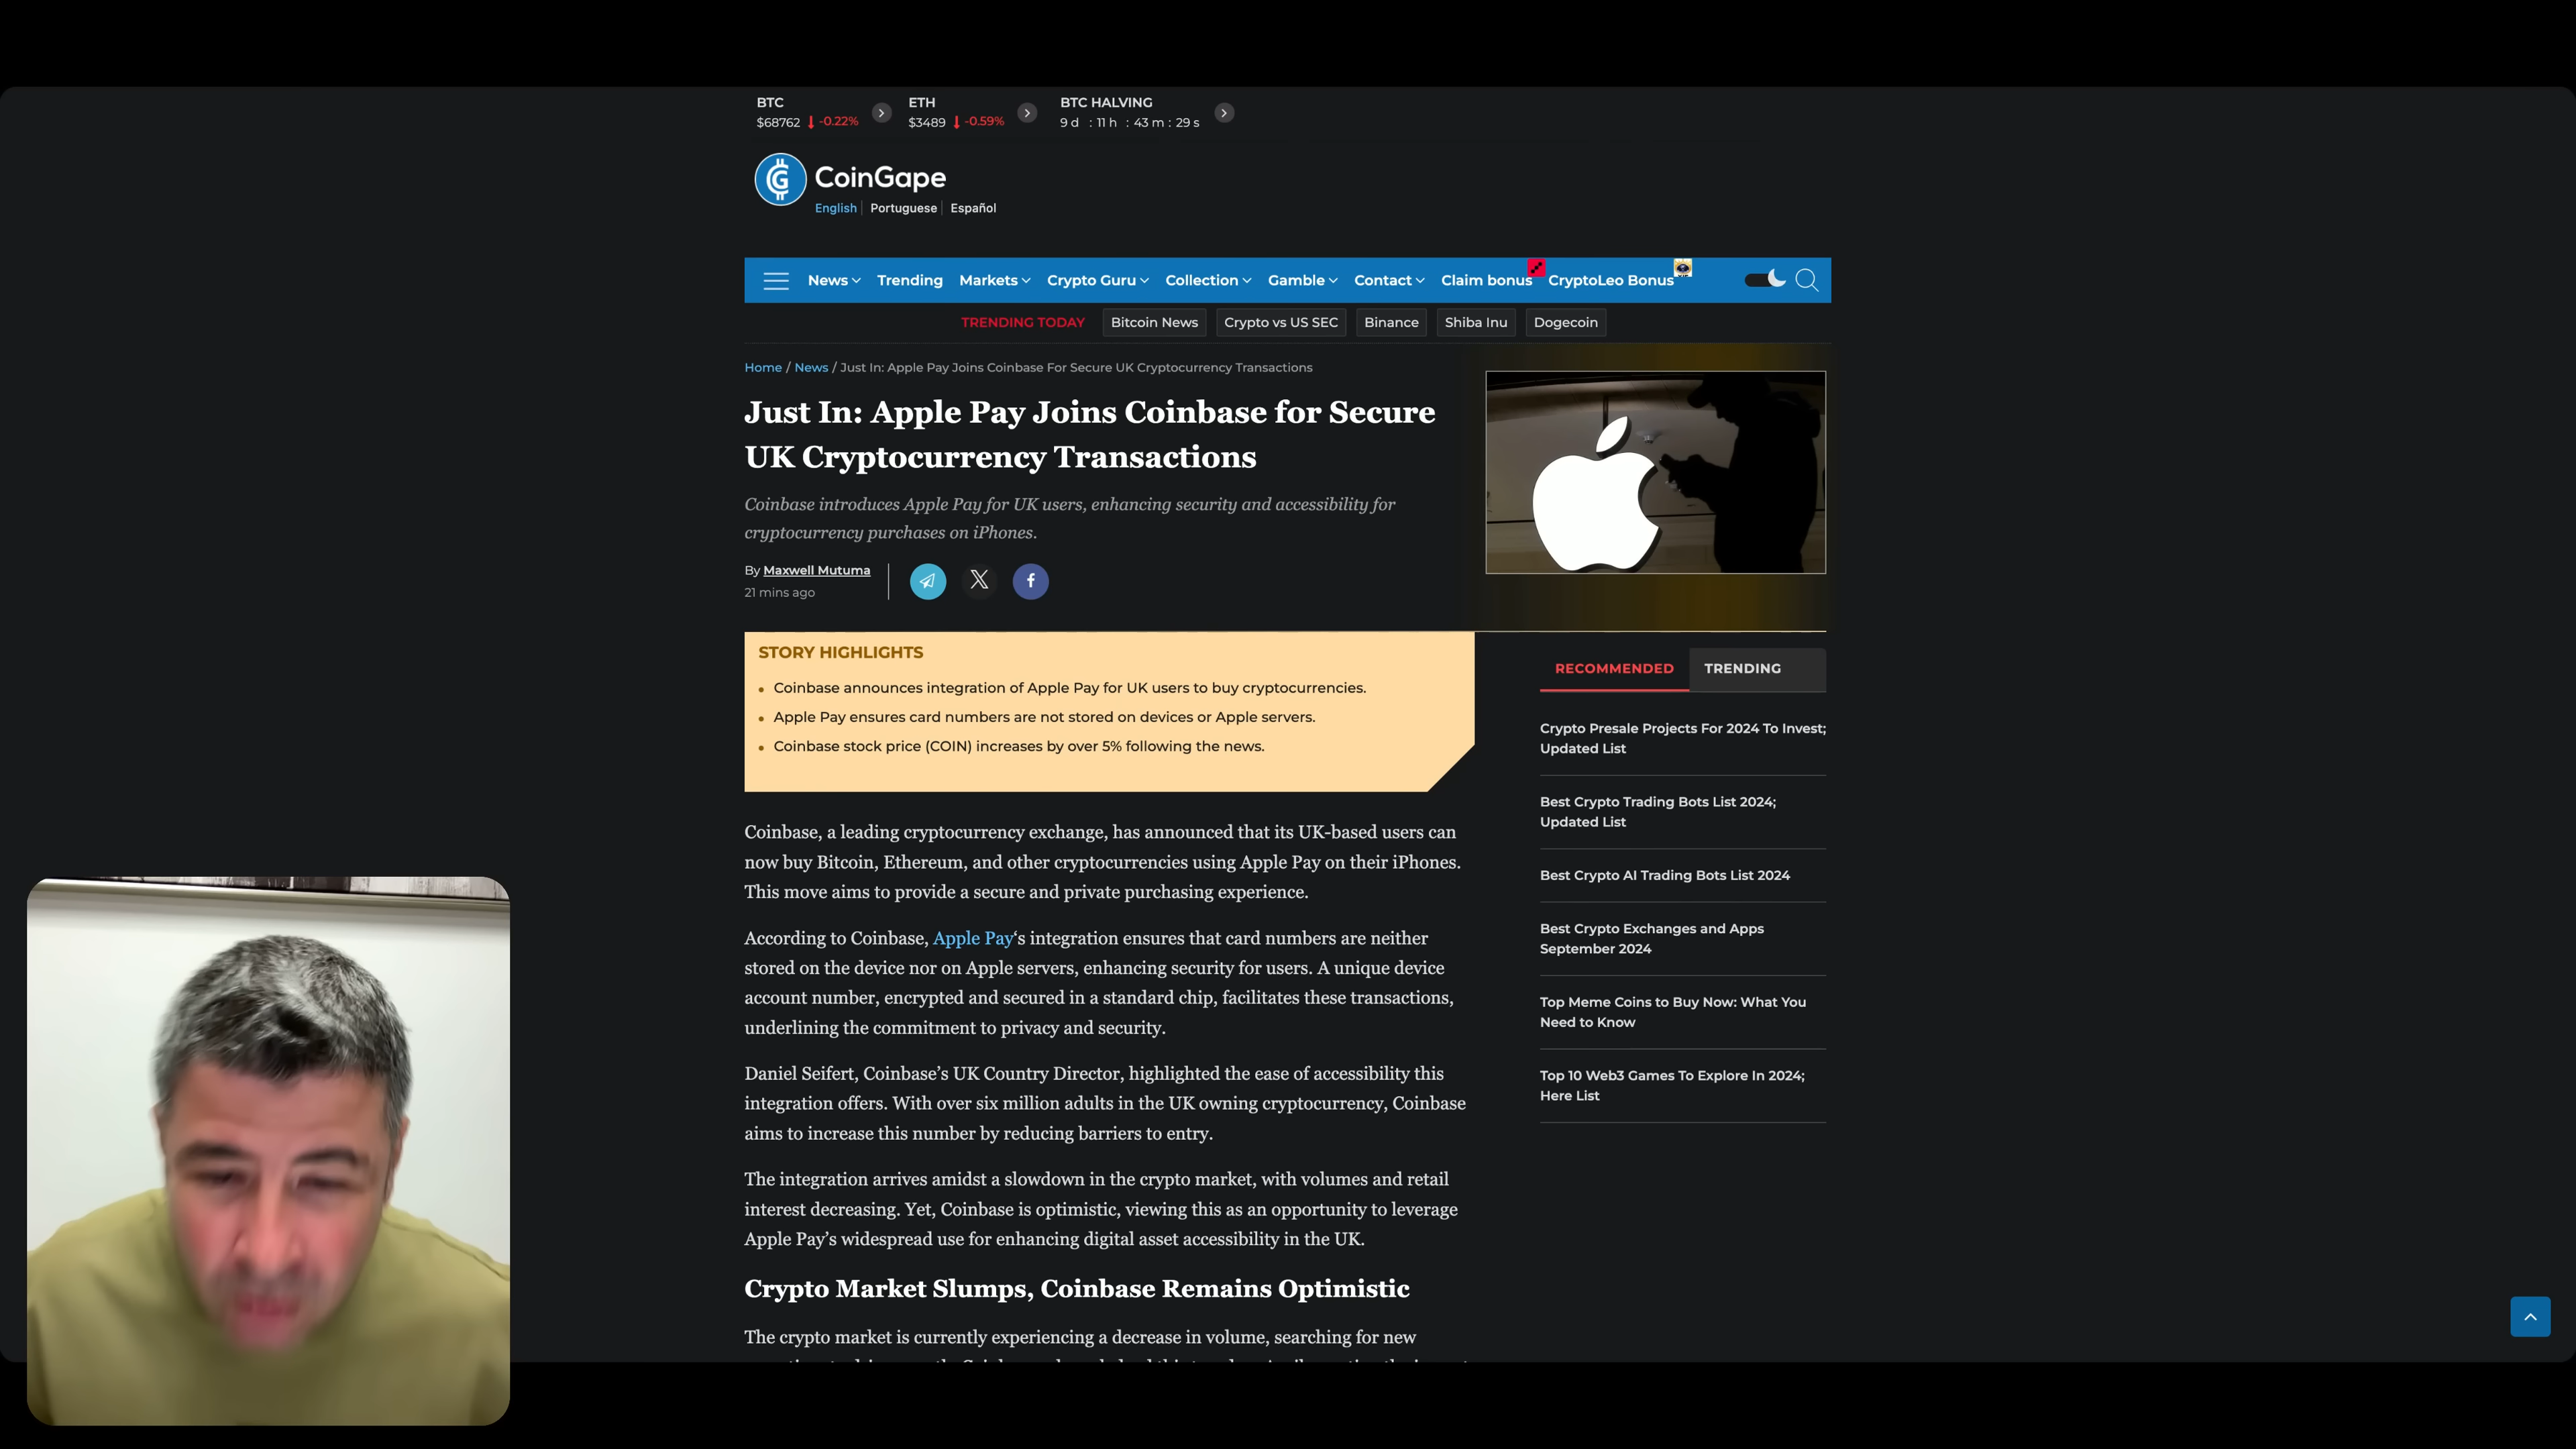 BTC
$68762 -0.22%
ETH
$3489 -0.59%
BTC HALVING
9 d : 11 h : 43 m : 29 s
CoinGape
English Portuguese Español
News Trending Markets Crypto Guru Collection Gamble Contact Claim bonus CryptoLeo Bonus
TRENDING TODAY Bitcoin News Crypto vs US SEC Binance Shiba Inu Dogecoin
Home / News / Just In: Apple Pay Joins Coinbase For Secure UK Cryptocurrency Transactions
Just In: Apple Pay Joins Coinbase for Secure
UK Cryptocurrency Transactions
Coinbase introduces Apple Pay for UK users, enhancing security and accessibility for
cryptocurrency purchases on iPhones.
By Maxwell Mutuma
21 mins ago
STORY HIGHLIGHTS
Coinbase announces integration of Apple Pay for UK users to buy cryptocurrencies.
Apple Pay ensures card numbers are not stored on devices or Apple servers.
Coinbase stock price (COIN) increases by over 5% following the news.
Coinbase, a leading cryptocurrency exchange, has announced that its UK-based users can
now buy Bitcoin, Ethereum, and other cryptocurrencies using Apple Pay on their iPhones.
This move aims to provide a secure and private purchasing experience.
According to Coinbase, Apple Pay‘s integration ensures that card numbers are neither
stored on the device nor on Apple servers, enhancing security for users. A unique device
account number, encrypted and secured in a standard chip, facilitates these transactions,
underlining the commitment to privacy and security.
Daniel Seifert, Coinbase’s UK Country Director, highlighted the ease of accessibility this
integration offers. With over six million adults in the UK owning cryptocurrency, Coinbase
aims to increase this number by reducing barriers to entry.
The integration arrives amidst a slowdown in the crypto market, with volumes and retail
interest decreasing. Yet, Coinbase is optimistic, viewing this as an opportunity to leverage
Apple Pay’s widespread use for enhancing digital asset accessibility in the UK.
Crypto Market Slumps, Coinbase Remains Optimistic
The crypto market is currently experiencing a decrease in volume, searching for new
RECOMMENDED TRENDING
Crypto Presale Projects For 2024 To Invest;
Updated List
Best Crypto Trading Bots List 2024;
Updated List
Best Crypto AI Trading Bots List 2024
Best Crypto Exchanges and Apps
September 2024
Top Meme Coins to Buy Now: What You
Need to Know
Top 10 Web3 Games To Explore In 2024;
Here List